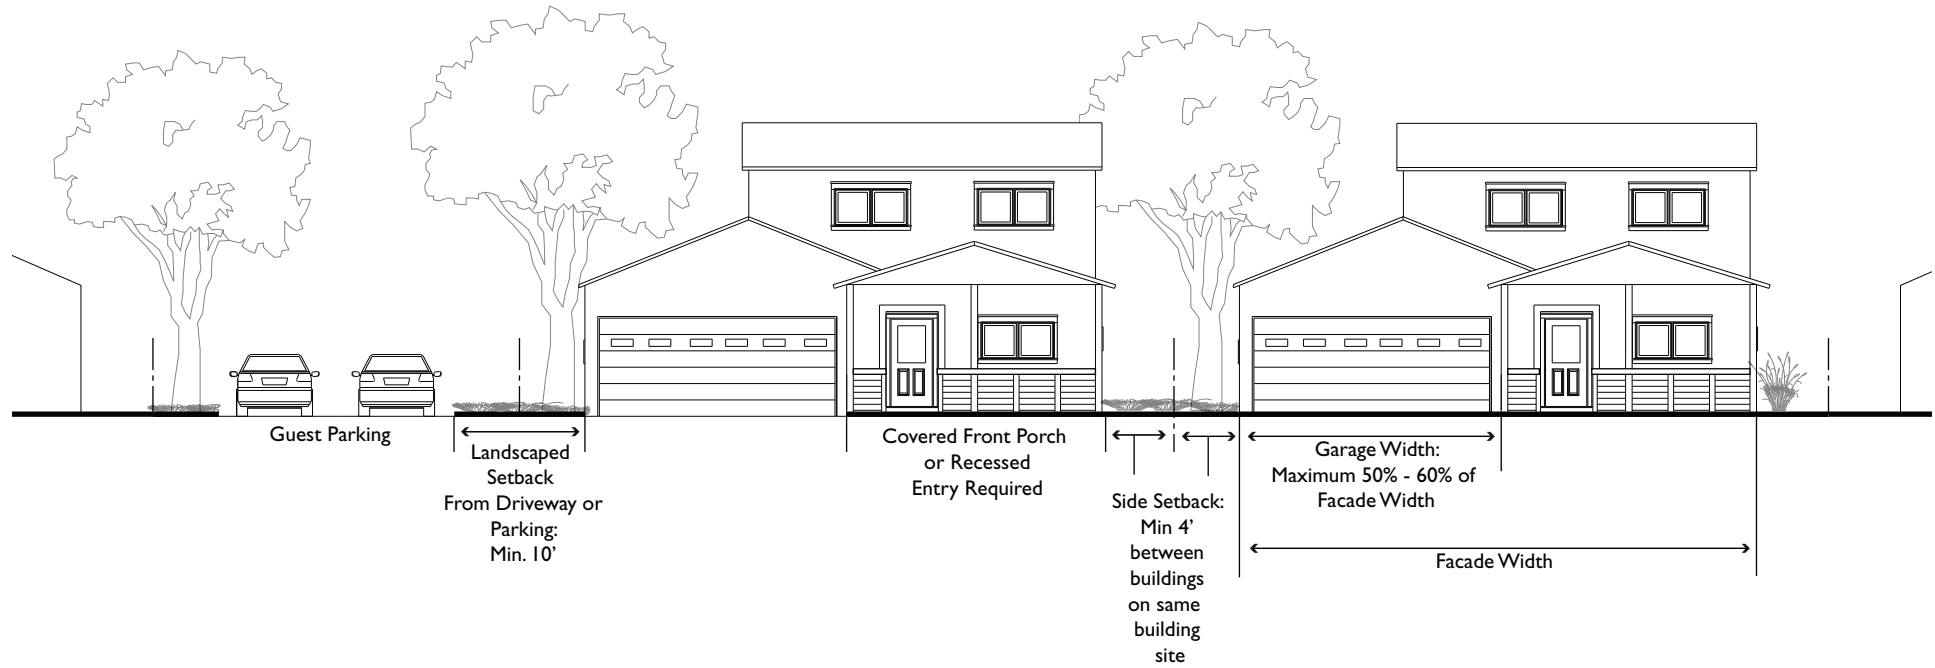 Guest Parking
Landscaped
Setback
From Driveway or
Parking:
Min. 10’
Covered Front Porch
or Recessed
Entry Required
Side Setback:
Min 4’
between
buildings
on same
building
site
Garage Width:
Maximum 50% - 60% of
Facade Width
Facade Width